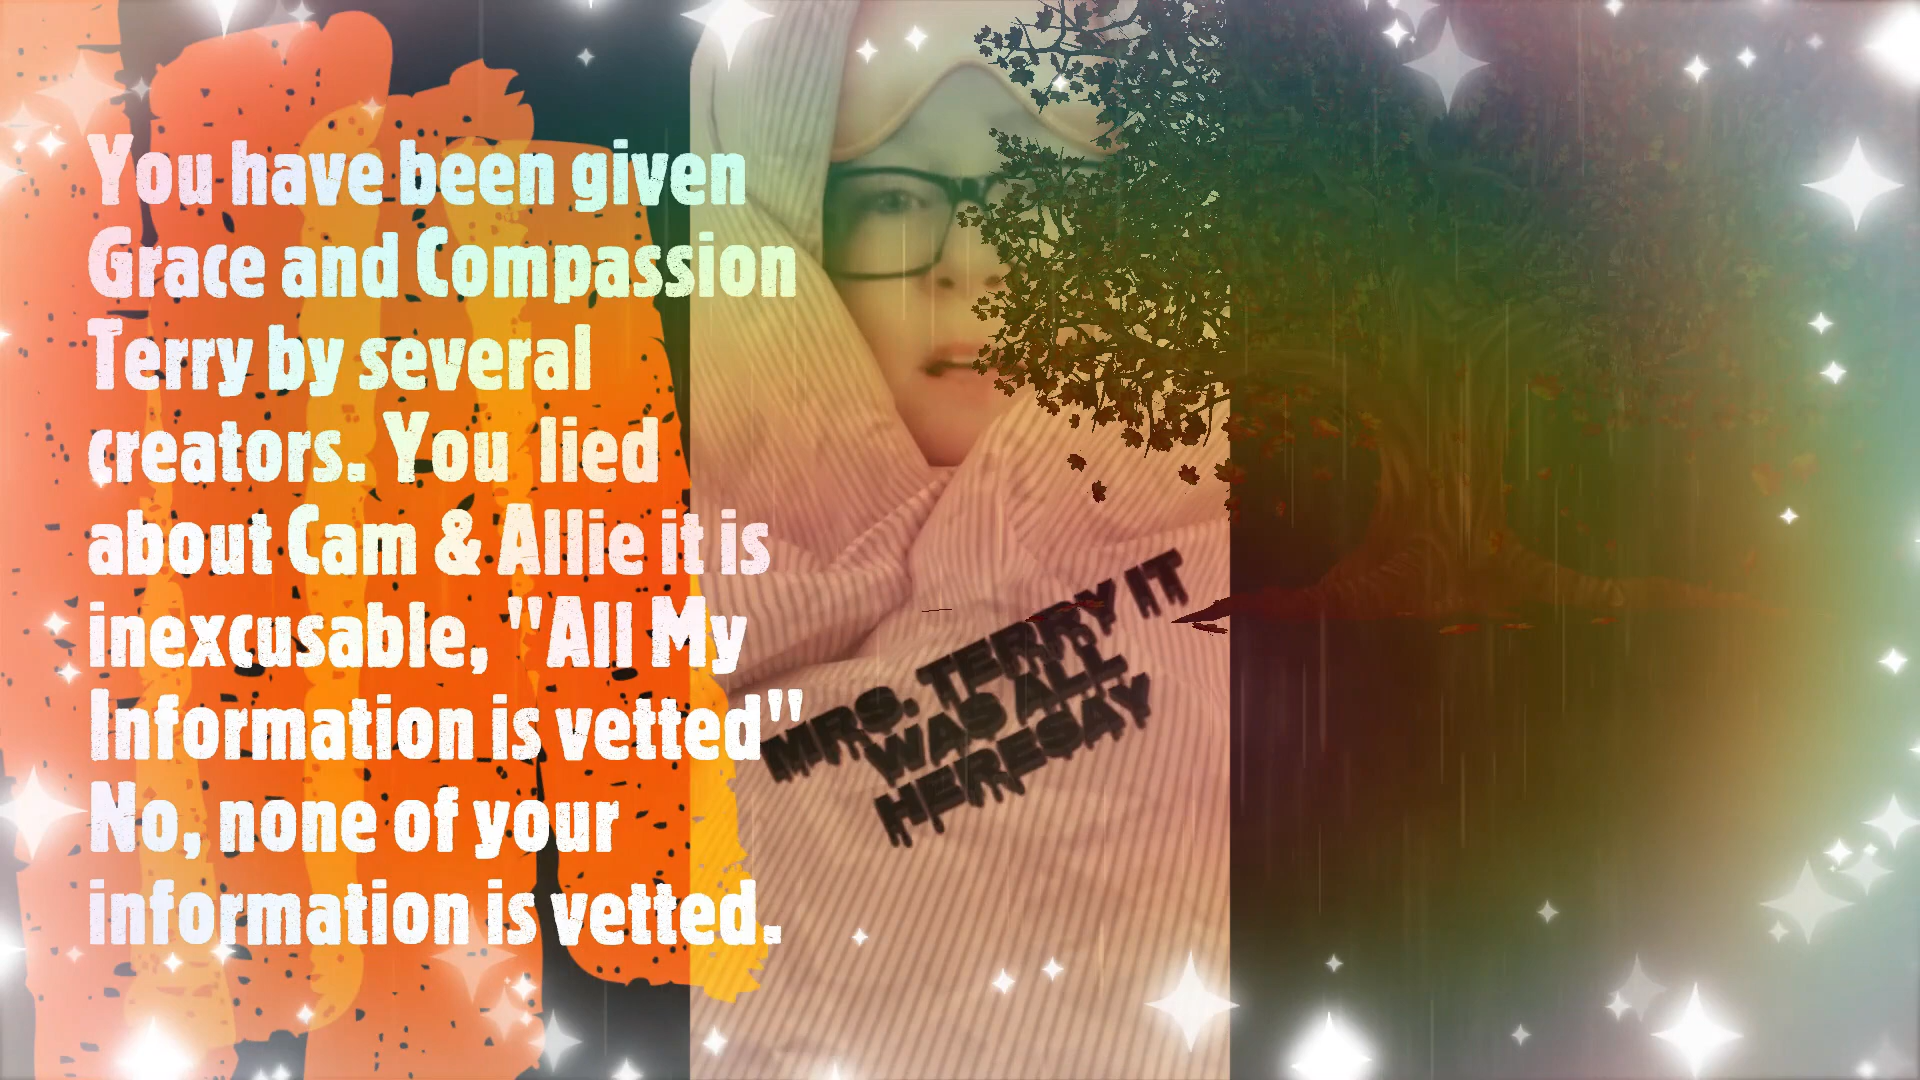 You have been given
Grace and Compassion
Terry by several
creators. You lied
about Cam & Allie it is
inexcusable, "All My
Information is vetted"
No, none of your
information is vetted.
MRS. TERRY IT
WAS ALL
HERESAY